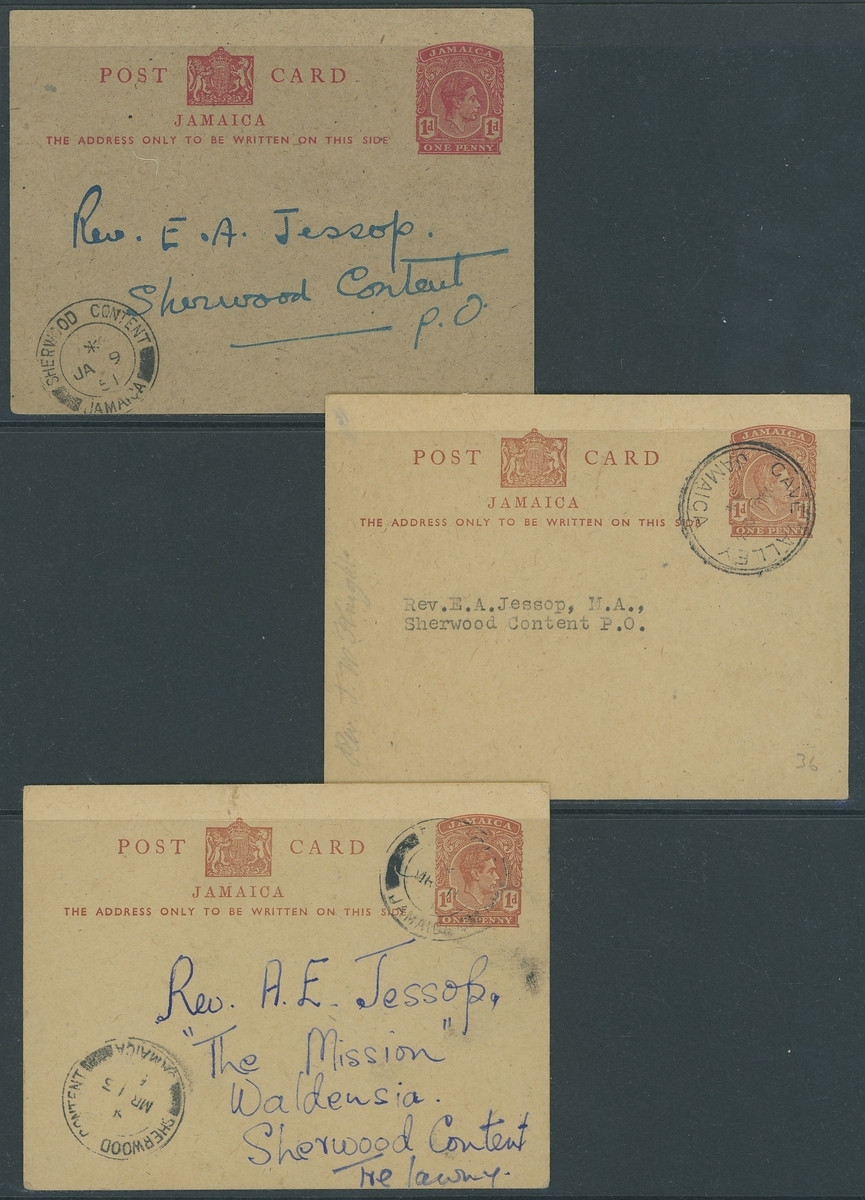 POST CARD
JAMAICA
THE ADDRESS ONLY TO BE WRITTEN ON THIS SIDE
JAMAICA
1d 1d
ONE PENNY
Rev. E. A. Jessop.
Sherwood Content
P.O.
SHERWOOD CONTENT
JA 9
51
JAMAICA
POST CARD
JAMAICA
THE ADDRESS ONLY TO BE WRITTEN ON THIS SIDE
JAMAICA
1d 1
ONE PENNY
CAVE VALLEY
JAMAICA
Rev.E.A.Jessop, M.A.,
Sherwood Content P.O.
36
POST CARD
JAMAICA
THE ADDRESS ONLY TO BE WRITTEN ON THIS SIDE
JAMAICA
1d 1d
ONE PENNY
JAMAICA
Rev. A.E. Jessop,
"The Mission"
Waldensia.
Sherwood Content
Trelawny.
SHERWOOD CONTENT
MR 13
JAMAICA